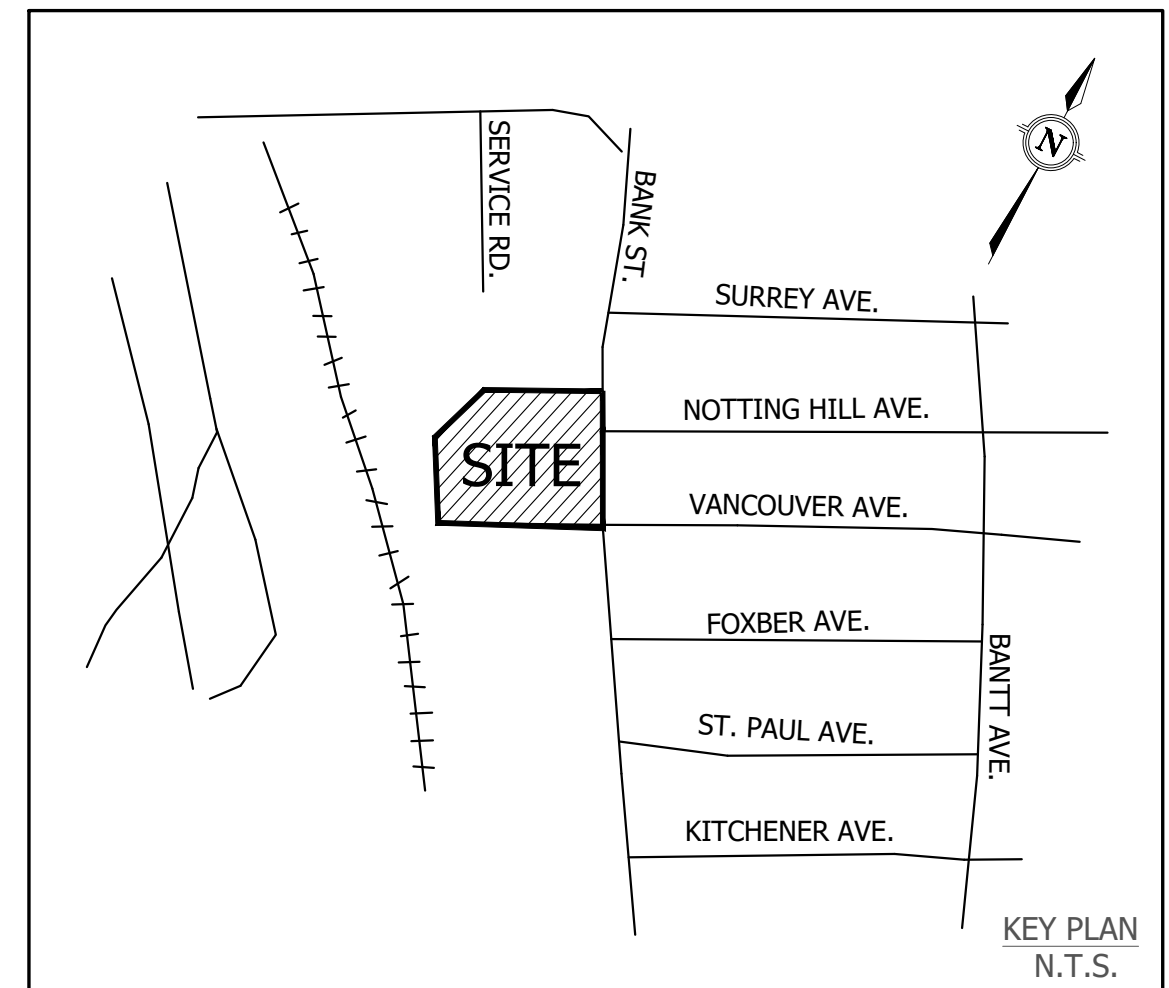 SERVICE RD.
BANK ST.
N
SURREY AVE.
NOTTING HILL AVE.
SITE
VANCOUVER AVE.
FOXBER AVE.
BANTT AVE.
ST. PAUL AVE.
KITCHENER AVE.
KEY PLAN
N.T.S.